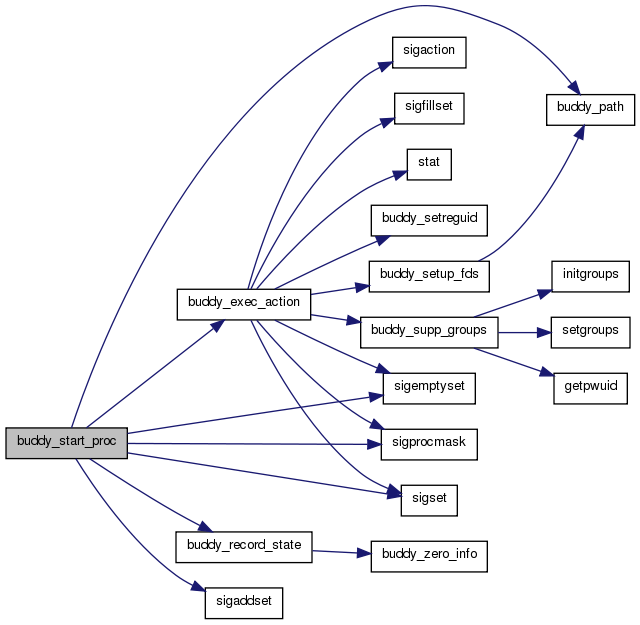 sigaction
sigfillset
buddy_path
stat
buddy_setreguid
buddy_setup_fds
initgroups
buddy_exec_action
buddy_supp_groups
setgroups
sigemptyset
getpwuid
buddy_start_proc
sigprocmask
sigset
buddy_record_state
buddy_zero_info
sigaddset